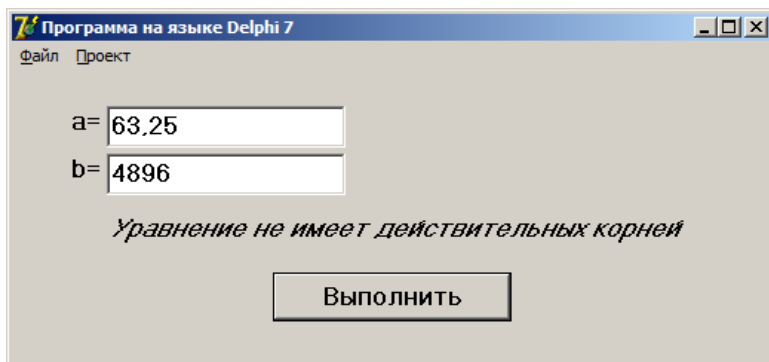 Программа на языке Delphi 7
Файл Проект
a= 63,25
b= 4896
Уравнение не имеет действительных корней
Выполнить